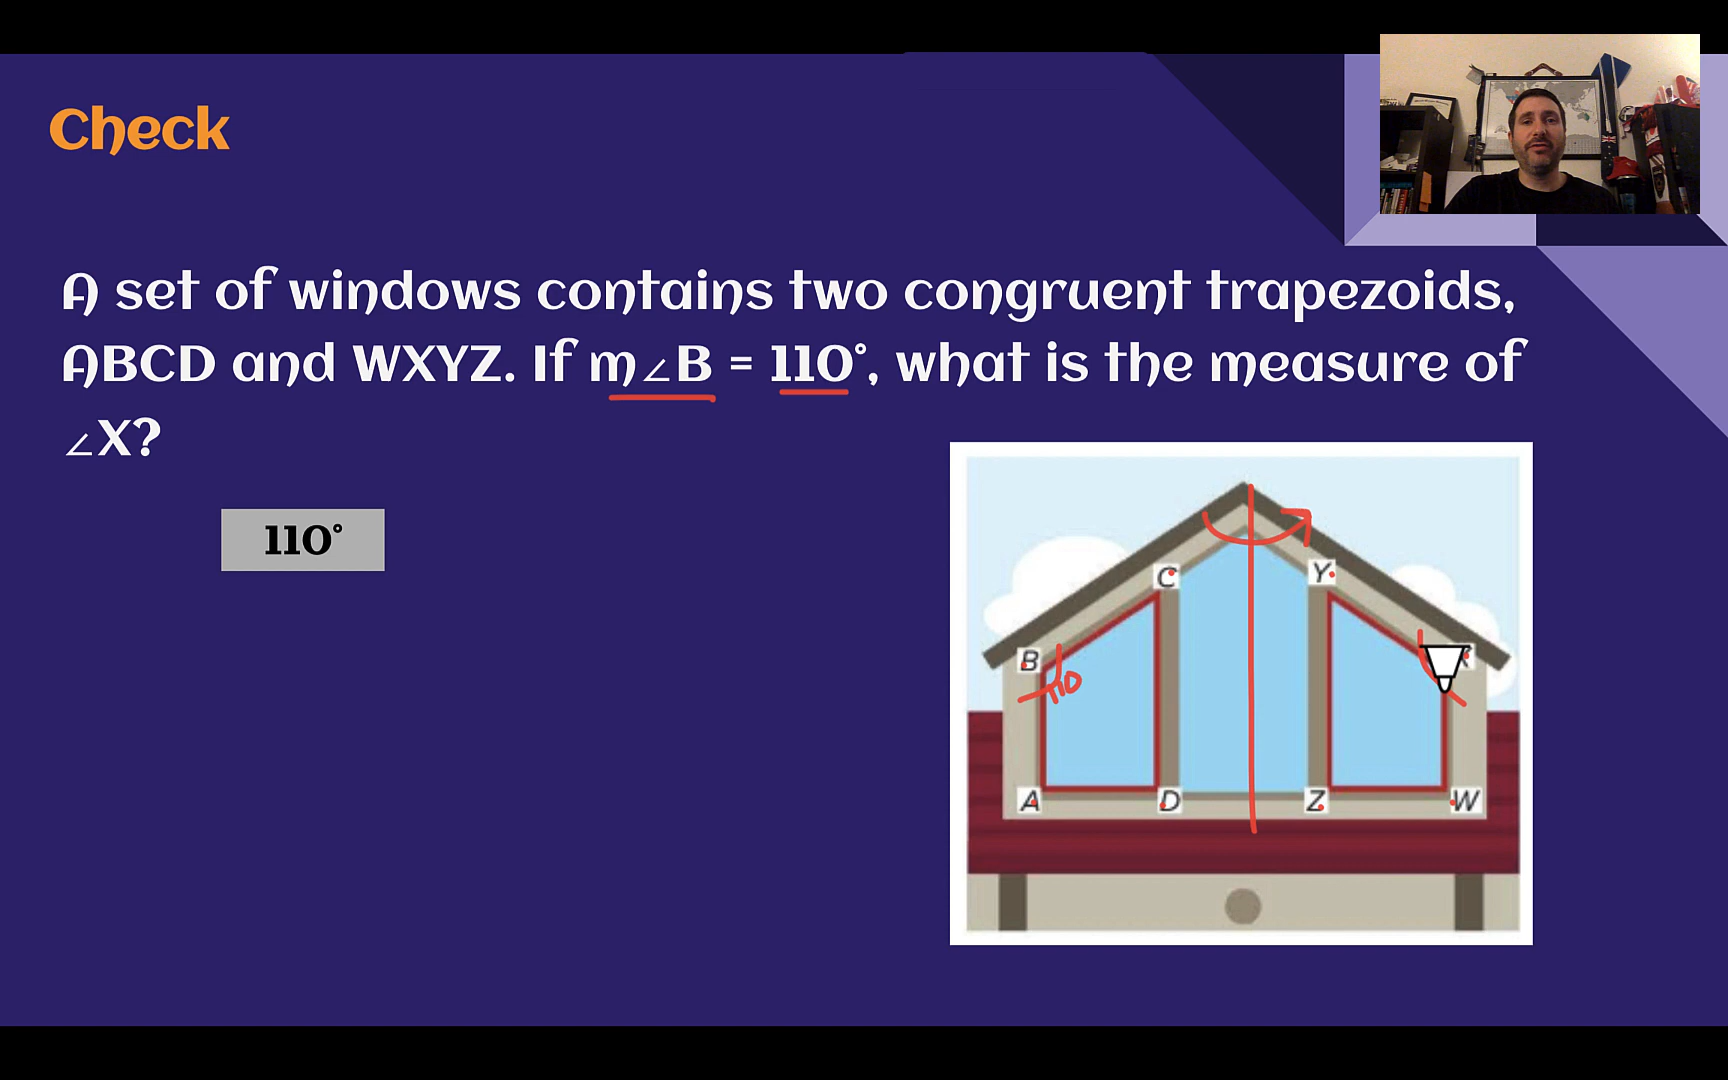 Check
A set of windows contains two congruent trapezoids,
ABCD and WXYZ. If m∠B = 110°, what is the measure of
∠X?
110°
C
Y
B
110
A
D
Z
W